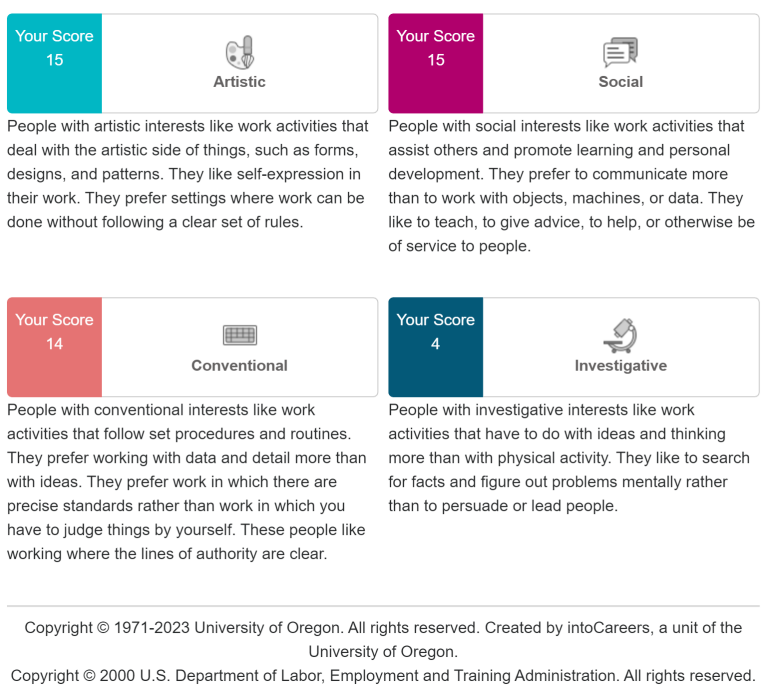 Your Score
15
Artistic
People with artistic interests like work activities that
deal with the artistic side of things, such as forms,
designs, and patterns. They like self-expression in
their work. They prefer settings where work can be
done without following a clear set of rules.
Your Score
15
Social
People with social interests like work activities that
assist others and promote learning and personal
development. They prefer to communicate more
than to work with objects, machines, or data. They
like to teach, to give advice, to help, or otherwise be
of service to people.
Your Score
14
Conventional
People with conventional interests like work
activities that follow set procedures and routines.
They prefer working with data and detail more than
with ideas. They prefer work in which there are
precise standards rather than work in which you
have to judge things by yourself. These people like
working where the lines of authority are clear.
Your Score
4
Investigative
People with investigative interests like work
activities that have to do with ideas and thinking
more than with physical activity. They like to search
for facts and figure out problems mentally rather
than to persuade or lead people.
Copyright © 1971-2023 University of Oregon. All rights reserved. Created by intoCareers, a unit of the
University of Oregon.
Copyright © 2000 U.S. Department of Labor, Employment and Training Administration. All rights reserved.